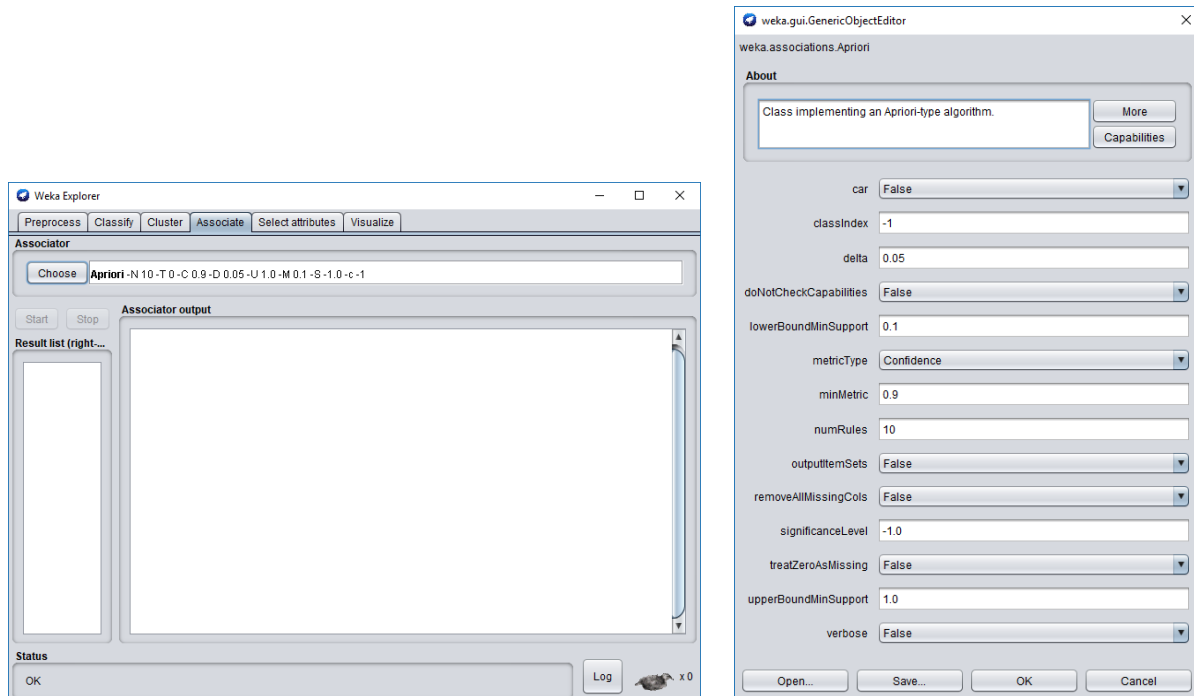 Weka Explorer
Preprocess Classify Cluster Associate Select attributes Visualize
Associator
Choose Apriori -N 10 -T 0 -C 0.9 -D 0.05 -U 1.0 -M 0.1 -S -1.0 -c -1
Start Stop
Associator output
Result list (right-...
Status
OK
Log
x 0
weka.gui.GenericObjectEditor
weka.associations.Apriori
About
Class implementing an Apriori-type algorithm.
More
Capabilities
car False
classIndex -1
delta 0.05
doNotCheckCapabilities False
lowerBoundMinSupport 0.1
metricType Confidence
minMetric 0.9
numRules 10
outputItemSets False
removeAllMissingCols False
significanceLevel -1.0
treatZeroAsMissing False
upperBoundMinSupport 1.0
verbose False
Open... Save... OK Cancel